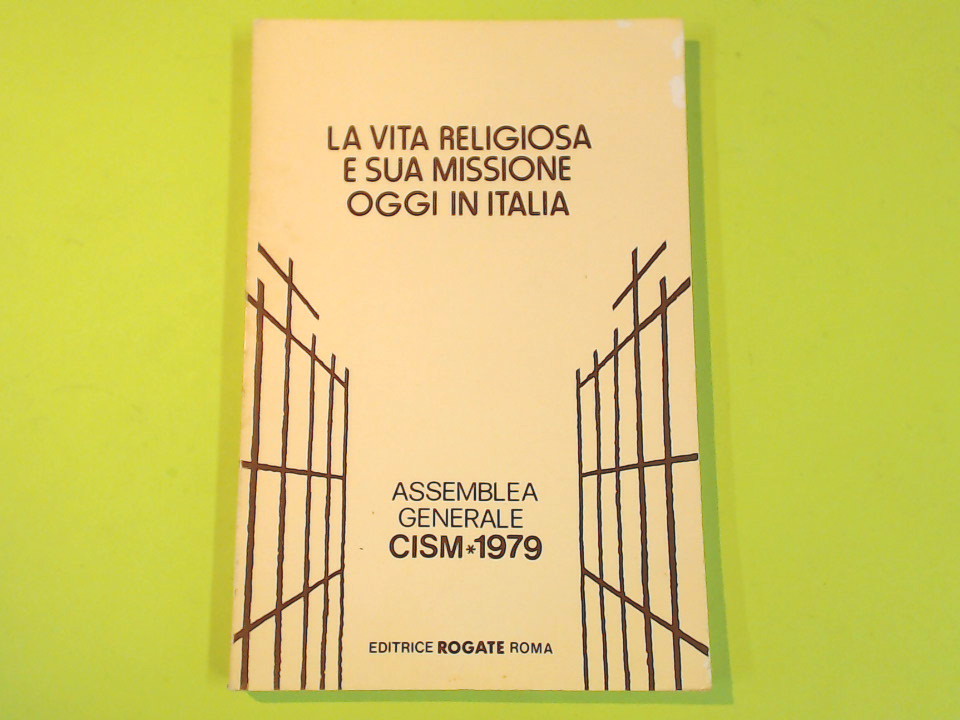 LA VITA RELIGIOSA
E SUA MISSIONE
OGGI IN ITALIA
ASSEMBLEA
GENERALE
CISM*1979
EDITRICE ROGATE ROMA